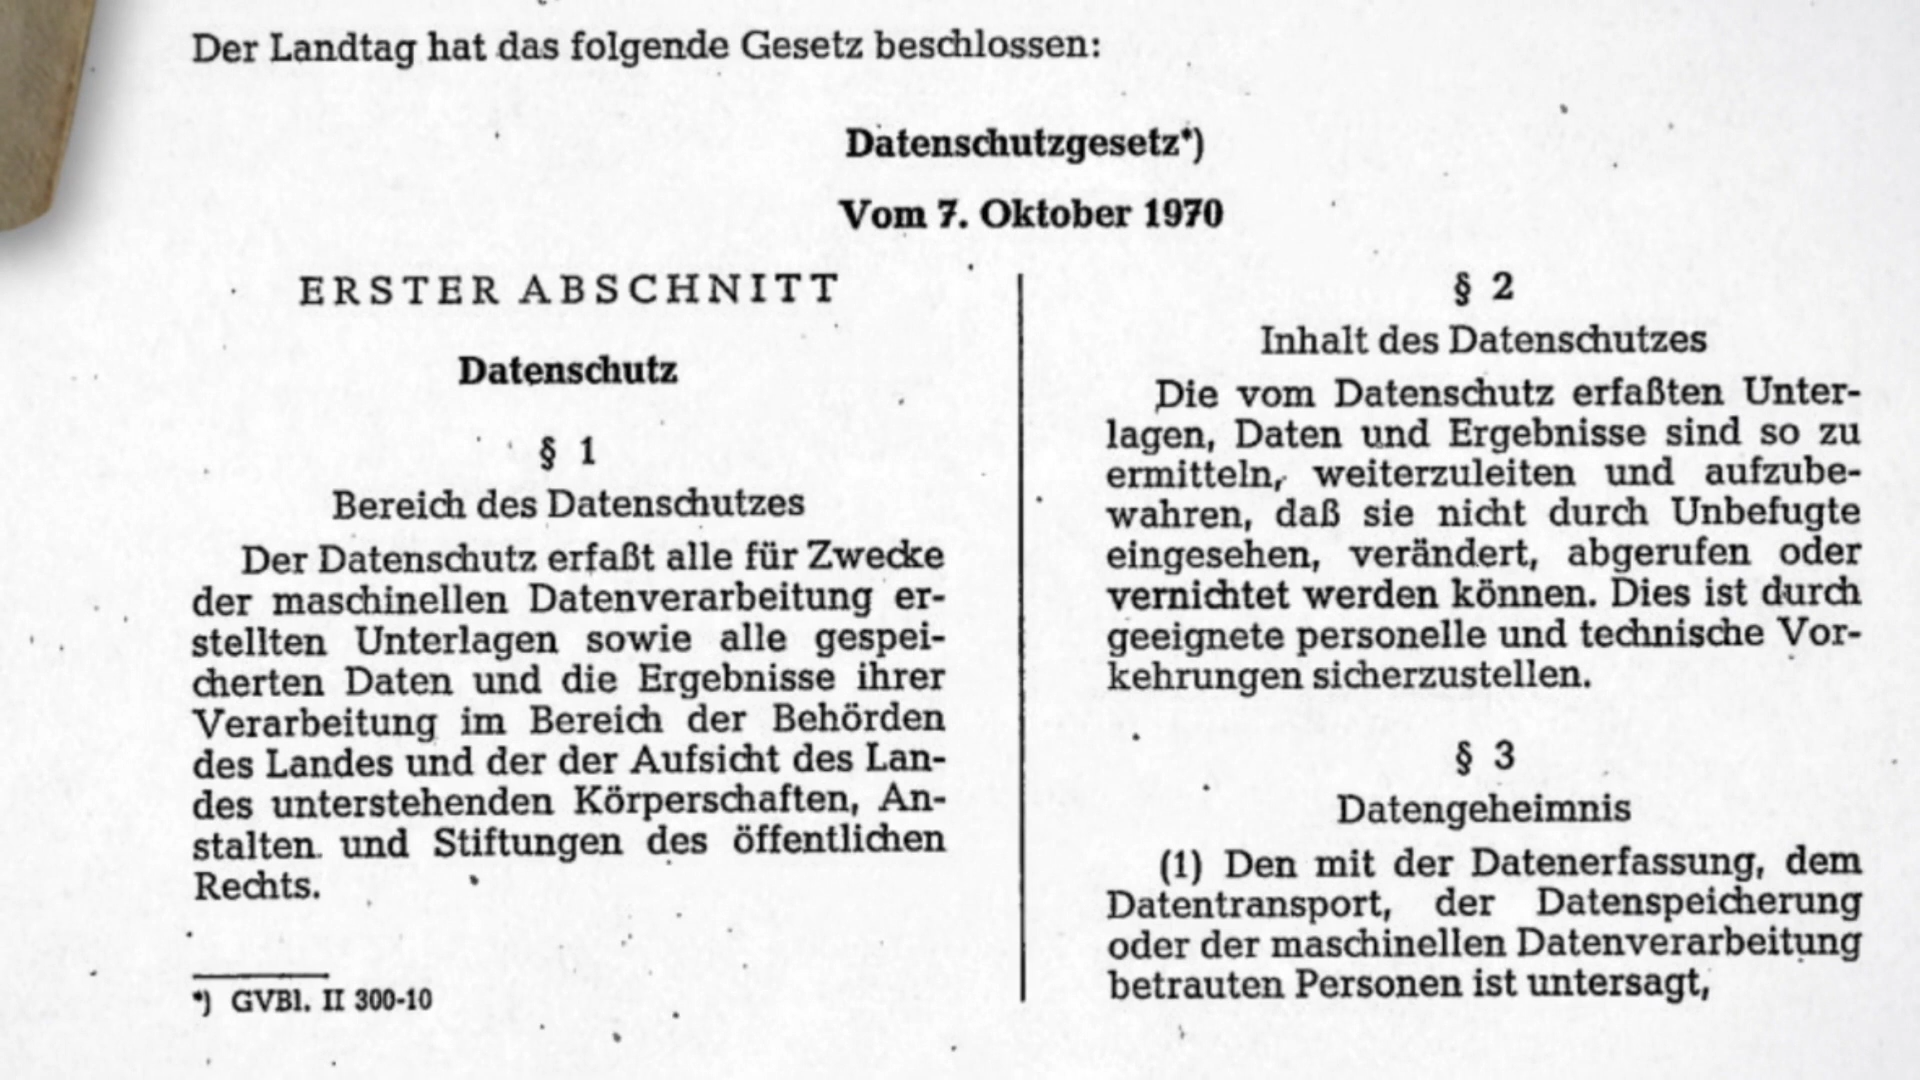 Der Landtag hat das folgende Gesetz beschlossen:
Datenschutzgesetz*)
Vom 7. Oktober 1970
ERSTER ABSCHNITT
Datenschutz
§ 1
Bereich des Datenschutzes
Der Datenschutz erfaßt alle für Zwecke
der maschinellen Datenverarbeitung er-
stellten Unterlagen sowie alle gespei-
cherten Daten und die Ergebnisse ihrer
Verarbeitung im Bereich der Behörden
des Landes und der der Aufsicht des Lan-
des unterstehenden Körperschaften, An-
stalten und Stiftungen des öffentlichen
Rechts.
*) GVBl. II 300-10
§ 2
Inhalt des Datenschutzes
Die vom Datenschutz erfaßten Unter-
lagen, Daten und Ergebnisse sind so zu
ermitteln, weiterzuleiten und aufzube-
wahren, daß sie nicht durch Unbefugte
eingesehen, verändert, abgerufen oder
vernichtet werden können. Dies ist durch
geeignete personelle und technische Vor-
kehrungen sicherzustellen.
§ 3
Datengeheimnis
(1) Den mit der Datenerfassung, dem
Datentransport, der Datenspeicherung
oder der maschinellen Datenverarbeitung
betrauten Personen ist untersagt,